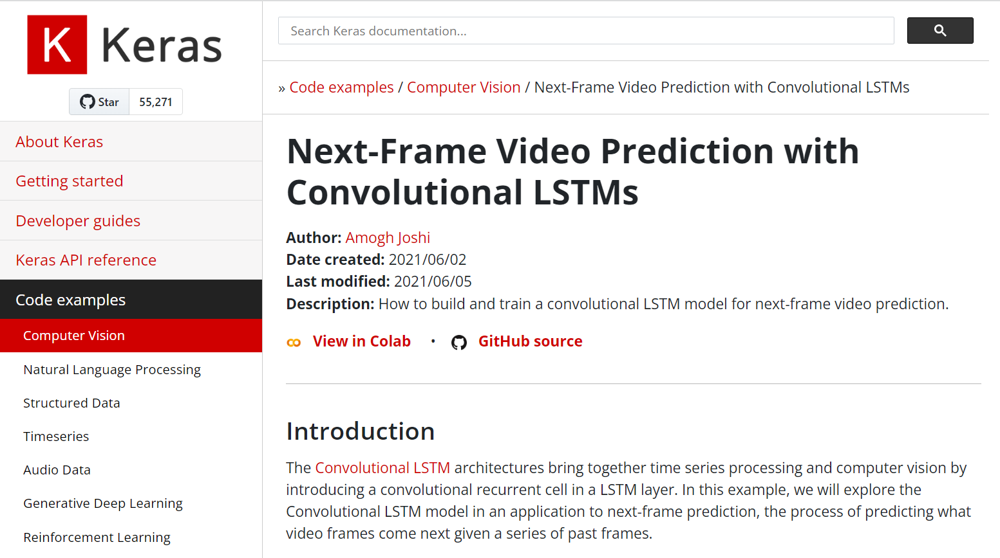 K Keras
Star 55,271
About Keras
Getting started
Developer guides
Keras API reference
Code examples
Computer Vision
Natural Language Processing
Structured Data
Timeseries
Audio Data
Generative Deep Learning
Reinforcement Learning
Search Keras documentation...
» Code examples / Computer Vision / Next-Frame Video Prediction with Convolutional LSTMs
Next-Frame Video Prediction with
Convolutional LSTMs
Author: Amogh Joshi
Date created: 2021/06/02
Last modified: 2021/06/05
Description: How to build and train a convolutional LSTM model for next-frame video prediction.
View in Colab • GitHub source
Introduction
The Convolutional LSTM architectures bring together time series processing and computer vision by
introducing a convolutional recurrent cell in a LSTM layer. In this example, we will explore the
Convolutional LSTM model in an application to next-frame prediction, the process of predicting what
video frames come next given a series of past frames.